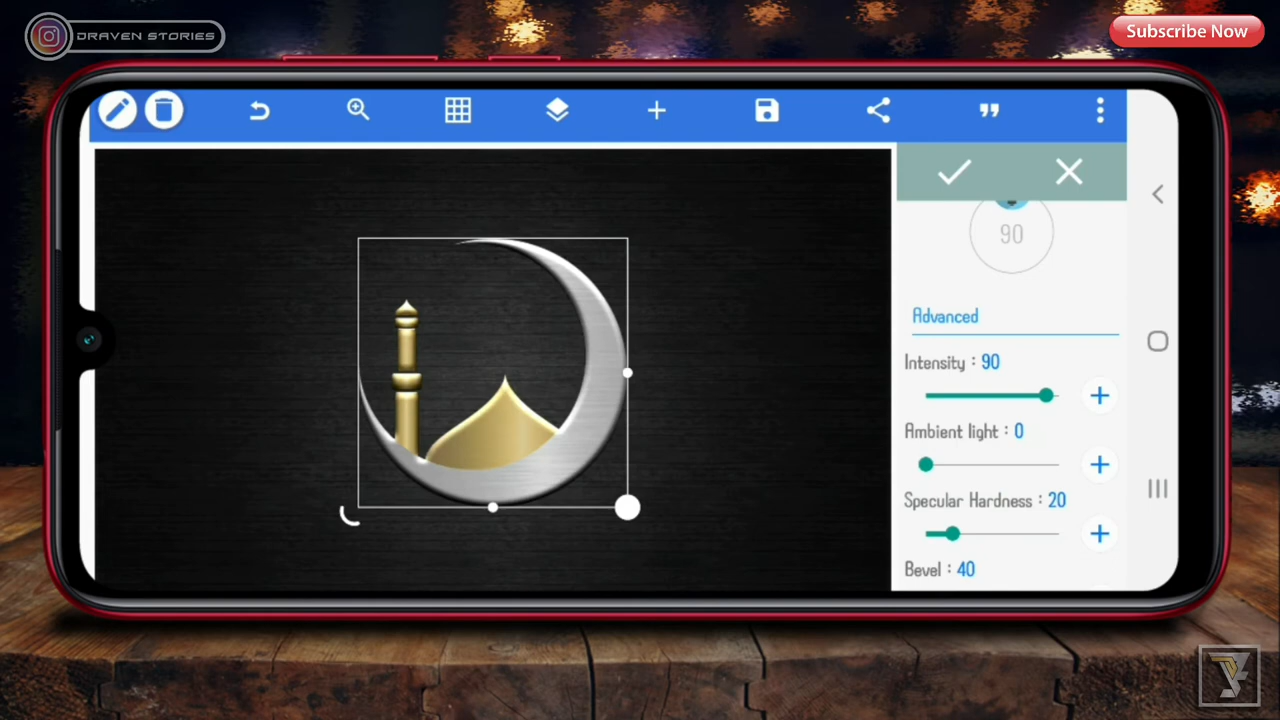 DRAVEN STORIES
Subscribe Now
90
Advanced
Intensity : 90
Ambient light : 0
Specular Hardness : 20
Bevel : 40